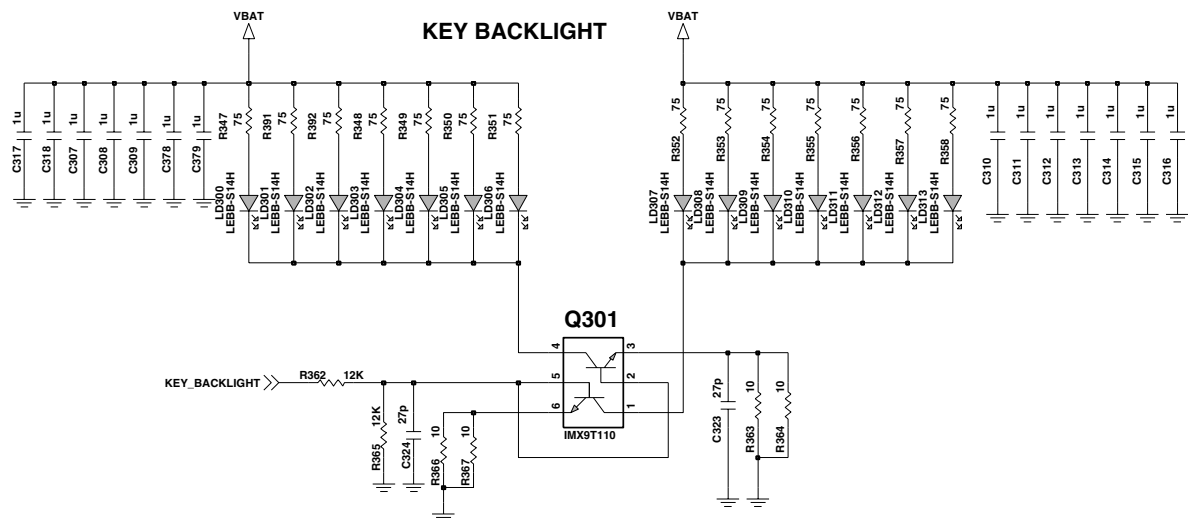 VBAT
KEY BACKLIGHT
VBAT
1u
C317
1u
C318
1u
C307
1u
C308
1u
C309
1u
C378
1u
C379
75
R347
75
R391
75
R392
75
R348
75
R349
75
R350
75
R351
75
R352
75
R353
75
R354
75
R355
75
R356
75
R357
75
R358
1u
C310
1u
C311
1u
C312
1u
C313
1u
C314
1u
C315
1u
C316
LD300
LEBB-S14H
LD301
LEBB-S14H
LD302
LEBB-S14H
LD303
LEBB-S14H
LD304
LEBB-S14H
LD305
LEBB-S14H
LD306
LEBB-S14H
LD307
LEBB-S14H
LD308
LEBB-S14H
LD309
LEBB-S14H
LD310
LEBB-S14H
LD311
LEBB-S14H
LD312
LEBB-S14H
LD313
LEBB-S14H
Q301
4
3
5
2
6
1
IMX9T110
KEY_BACKLIGHT
R362 12K
12K
R365
27p
C324
10
R366
10
R367
27p
C323
10
R363
10
R364